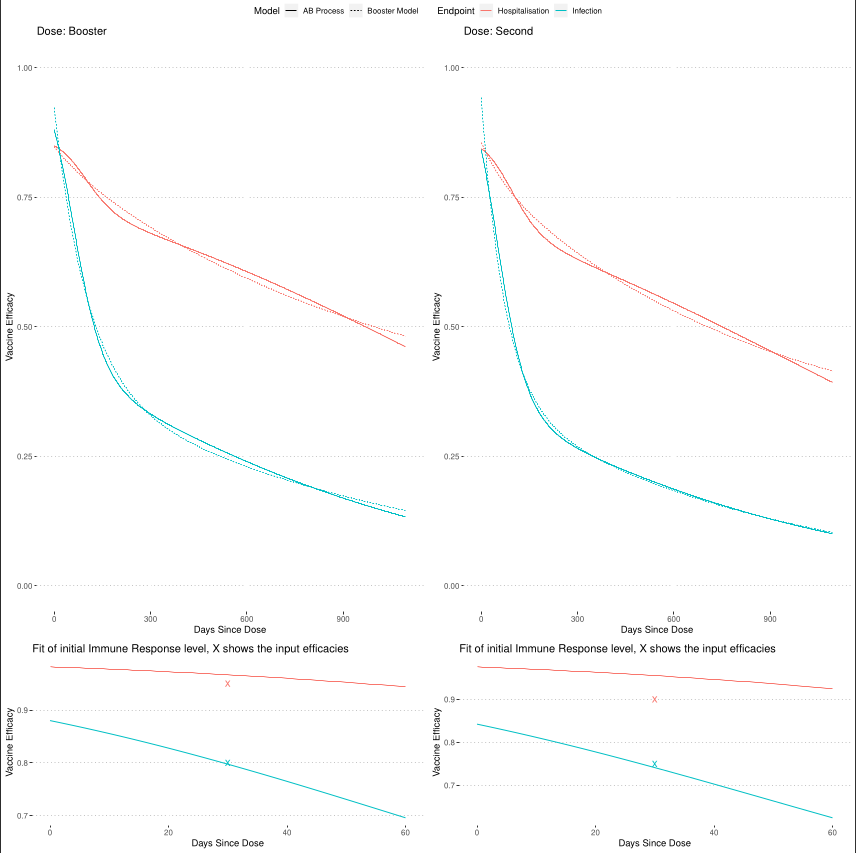 Model AB Process Booster Model Endpoint Hospitalisation Infection
Dose: Booster
Dose: Second
Vaccine Efficacy
1.00
0.75
0.50
0.25
0.00
0 300 600 900
Days Since Dose
Vaccine Efficacy
1.00
0.75
0.50
0.25
0.00
0 300 600 900
Days Since Dose
Fit of initial Immune Response level, X shows the input efficacies
Vaccine Efficacy
0.9
0.8
0.7
X
X
0 20 40 60
Days Since Dose
Fit of initial Immune Response level, X shows the input efficacies
Vaccine Efficacy
0.9
0.8
0.7
X
X
0 20 40 60
Days Since Dose